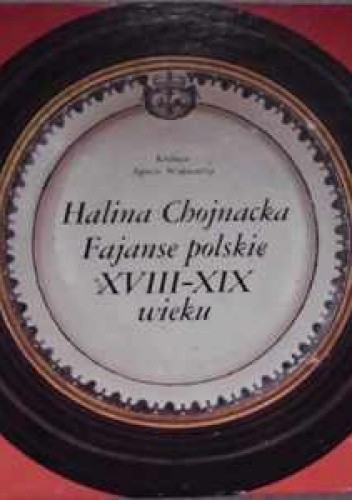 Halina Chojnacka
Fajanse polskie
XVIII-XIX
wieku